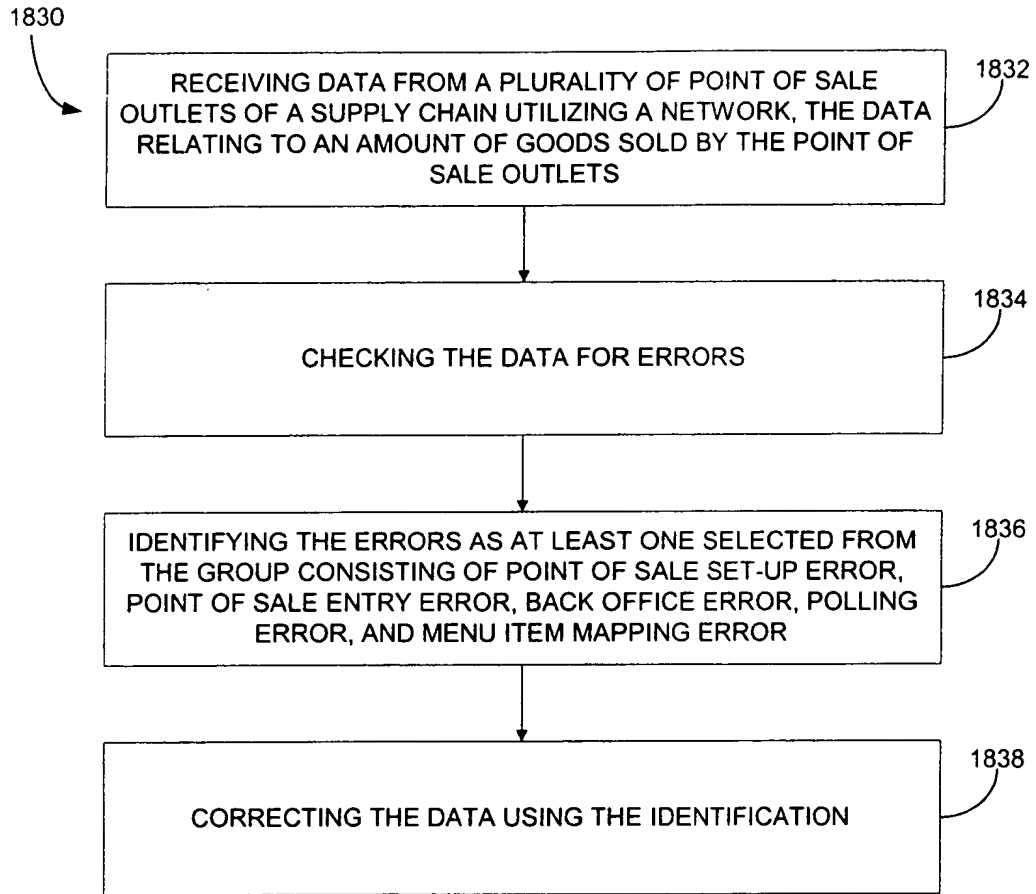 1830
RECEIVING DATA FROM A PLURALITY OF POINT OF SALE
OUTLETS OF A SUPPLY CHAIN UTILIZING A NETWORK, THE DATA
RELATING TO AN AMOUNT OF GOODS SOLD BY THE POINT OF
SALE OUTLETS
1832
CHECKING THE DATA FOR ERRORS
1834
IDENTIFYING THE ERRORS AS AT LEAST ONE SELECTED FROM
THE GROUP CONSISTING OF POINT OF SALE SET-UP ERROR,
POINT OF SALE ENTRY ERROR, BACK OFFICE ERROR, POLLING
ERROR, AND MENU ITEM MAPPING ERROR
1836
CORRECTING THE DATA USING THE IDENTIFICATION
1838